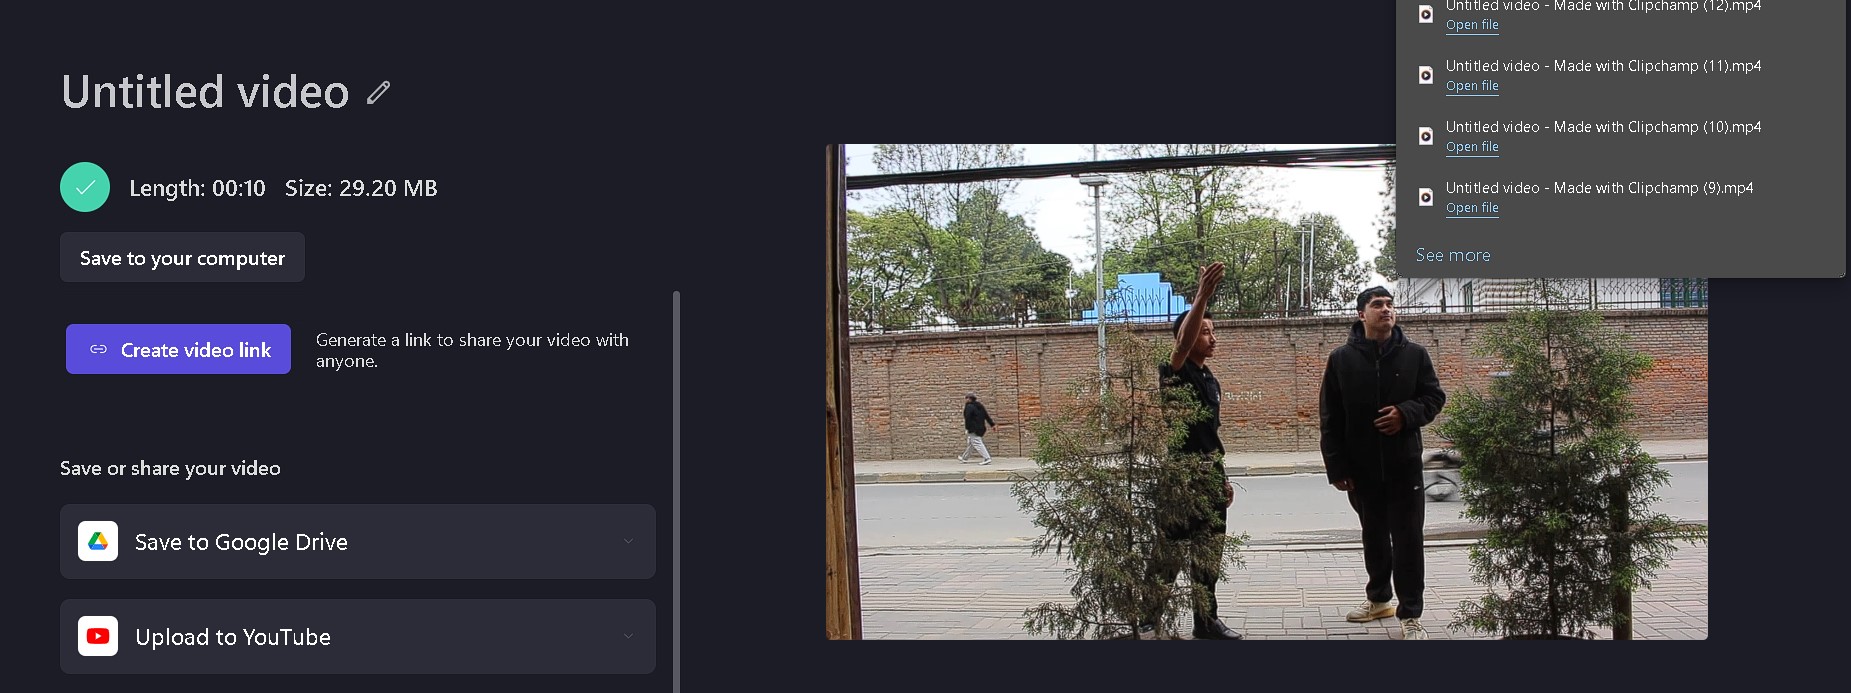 Untitled video
Length: 00:10 Size: 29.20 MB
Save to your computer
Create video link
Generate a link to share your video with
anyone.
Save or share your video
Save to Google Drive
Upload to YouTube
Untitled video - Made with Clipchamp (12).mp4
Open file
Untitled video - Made with Clipchamp (11).mp4
Open file
Untitled video - Made with Clipchamp (10).mp4
Open file
Untitled video - Made with Clipchamp (9).mp4
Open file
See more